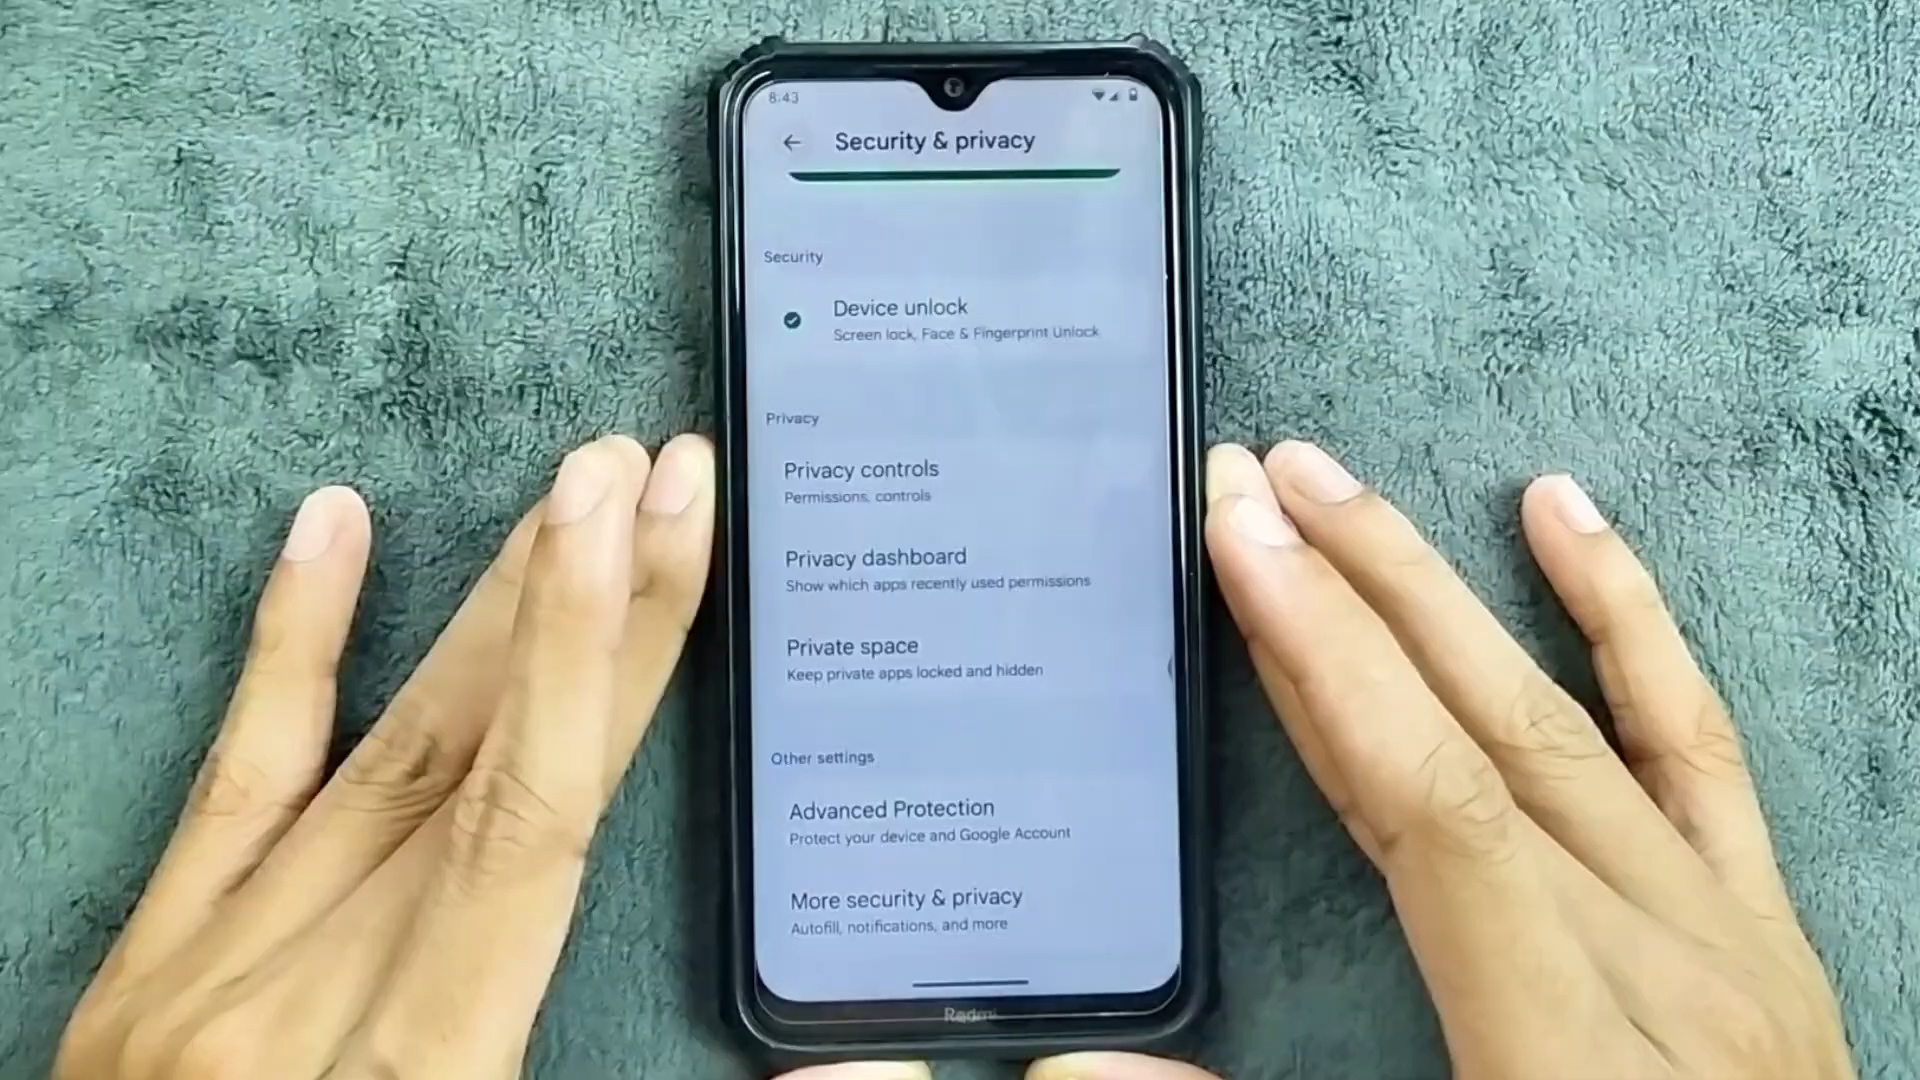 8:43
Security & privacy
Security
Device unlock
Screen lock, Face & Fingerprint Unlock
Privacy
Privacy controls
Permissions, controls
Privacy dashboard
Show which apps recently used permissions
Private space
Keep private apps locked and hidden
Other settings
Advanced Protection
Protect your device and Google Account
More security & privacy
Autofill, notifications, and more
Redmi